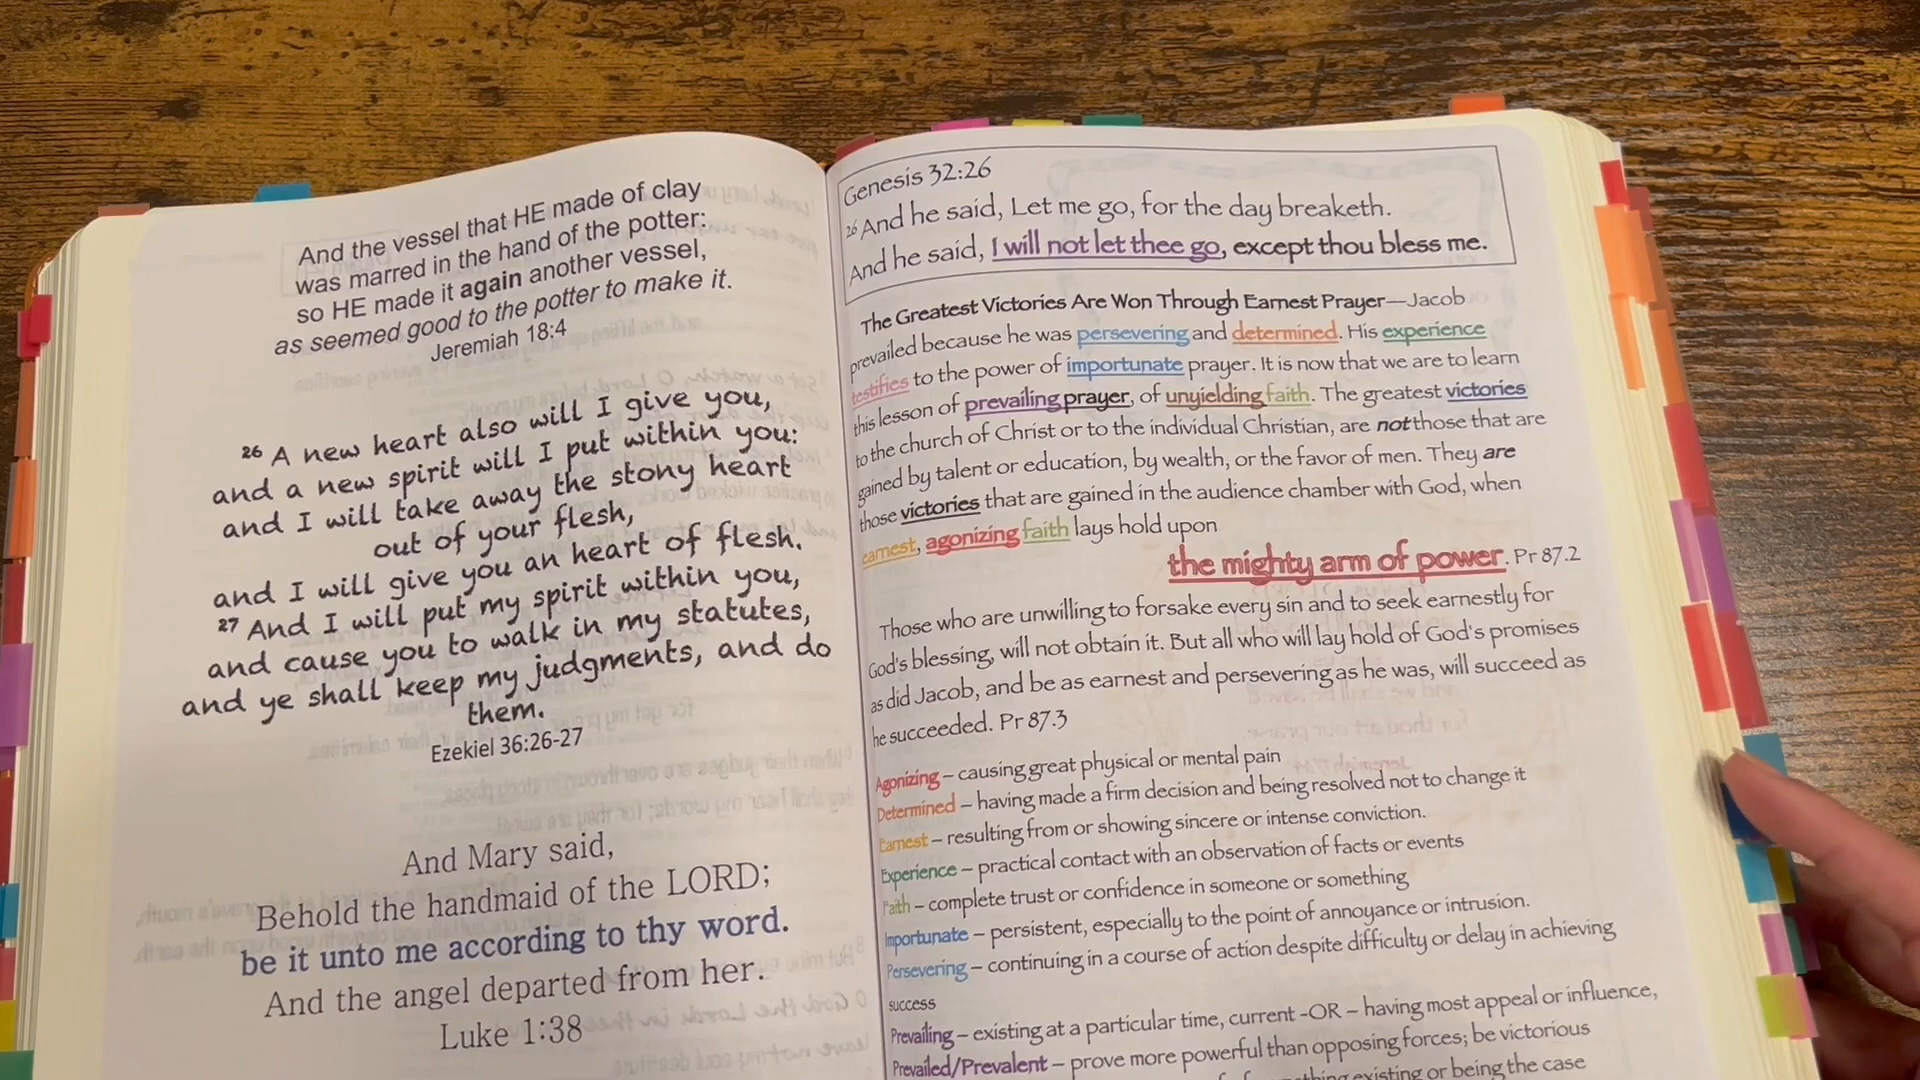 And the vessel that HE made of clay
was marred in the hand of the potter:
so HE made it again another vessel,
as seemed good to the potter to make it.
Jeremiah 18:4
26 A new heart also will I give you,
and a new spirit will I put within you:
and I will take away the stony heart
out of your flesh,
and I will give you an heart of flesh.
27 And I will put my spirit within you,
and cause you to walk in my statutes,
and ye shall keep my judgments, and do
them.
Ezekiel 36:26-27
And Mary said,
Behold the handmaid of the LORD;
be it unto me according to thy word.
And the angel departed from her.
Luke 1:38
Genesis 32:26
26 And he said, Let me go, for the day breaketh.
And he said, I will not let thee go, except thou bless me.
The Greatest Victories Are Won Through Earnest Prayer—Jacob
prevailed because he was persevering and determined. His experience
testifies to the power of importunate prayer. It is now that we are to learn
this lesson of prevailing prayer, of unyielding faith. The greatest victories
to the church of Christ or to the individual Christian, are not those that are
gained by talent or education, by wealth, or the favor of men. They are
those victories that are gained in the audience chamber with God, when
earnest, agonizing faith lays hold upon
the mighty arm of power. Pr 87.2
Those who are unwilling to forsake every sin and to seek earnestly for
God's blessing, will not obtain it. But all who will lay hold of God's promises
as did Jacob, and be as earnest and persevering as he was, will succeed as
he succeeded. Pr 87.3
Agonizing – causing great physical or mental pain
Determined – having made a firm decision and being resolved not to change it
Earnest – resulting from or showing sincere or intense conviction.
Experience – practical contact with an observation of facts or events
Faith – complete trust or confidence in someone or something
Importunate – persistent, especially to the point of annoyance or intrusion.
Persevering – continuing in a course of action despite difficulty or delay in achieving
success
Prevailing – existing at a particular time, current -OR – having most appeal or influence,
Prevailed/Prevalent – prove more powerful than opposing forces; be victorious
existing or being the case